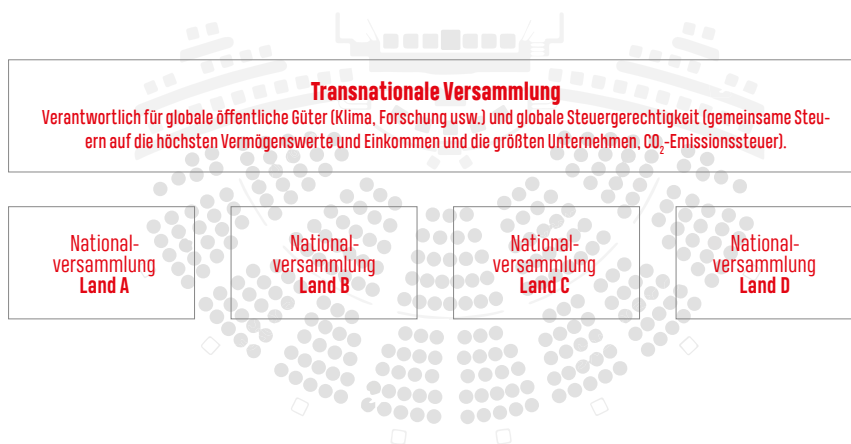 Transnationale Versammlung
Verantwortlich für globale öffentliche Güter (Klima, Forschung usw.) und globale Steuergerechtigkeit (gemeinsame Steu-
ern auf die höchsten Vermögenswerte und Einkommen und die größten Unternehmen, CO₂-Emissionssteuer).
National-
versammlung
Land A
National-
versammlung
Land B
National-
versammlung
Land C
National-
versammlung
Land D